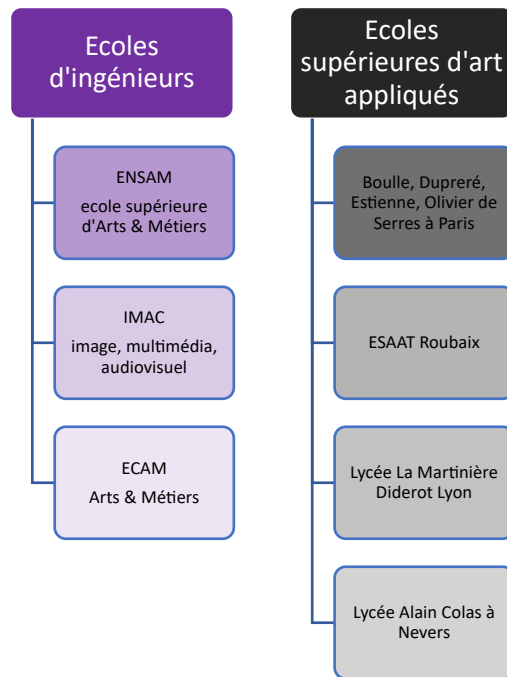 Ecoles
d'ingénieurs
ENSAM
ecole supérieure
d'Arts & Métiers
IMAC
image, multimédia,
audiovisuel
ECAM
Arts & Métiers
Ecoles
supérieures d'art
appliqués
Boulle, Dupreré,
Estienne, Olivier de
Serres à Paris
ESAAT Roubaix
Lycée La Martinière
Diderot Lyon
Lycée Alain Colas à
Nevers